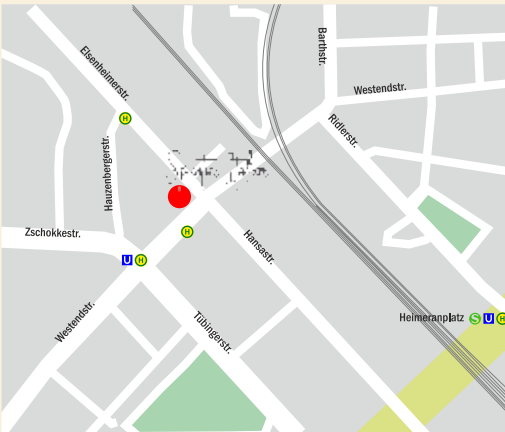 Barthstr.
Elsenheimerstr.
Westendstr.
Ridlerstr.
H
Hauzenbergerstr.
Zschokkestr.
H
Hansastr.
U H
Westendstr.
Tübingerstr.
Heimeranplatz S U H